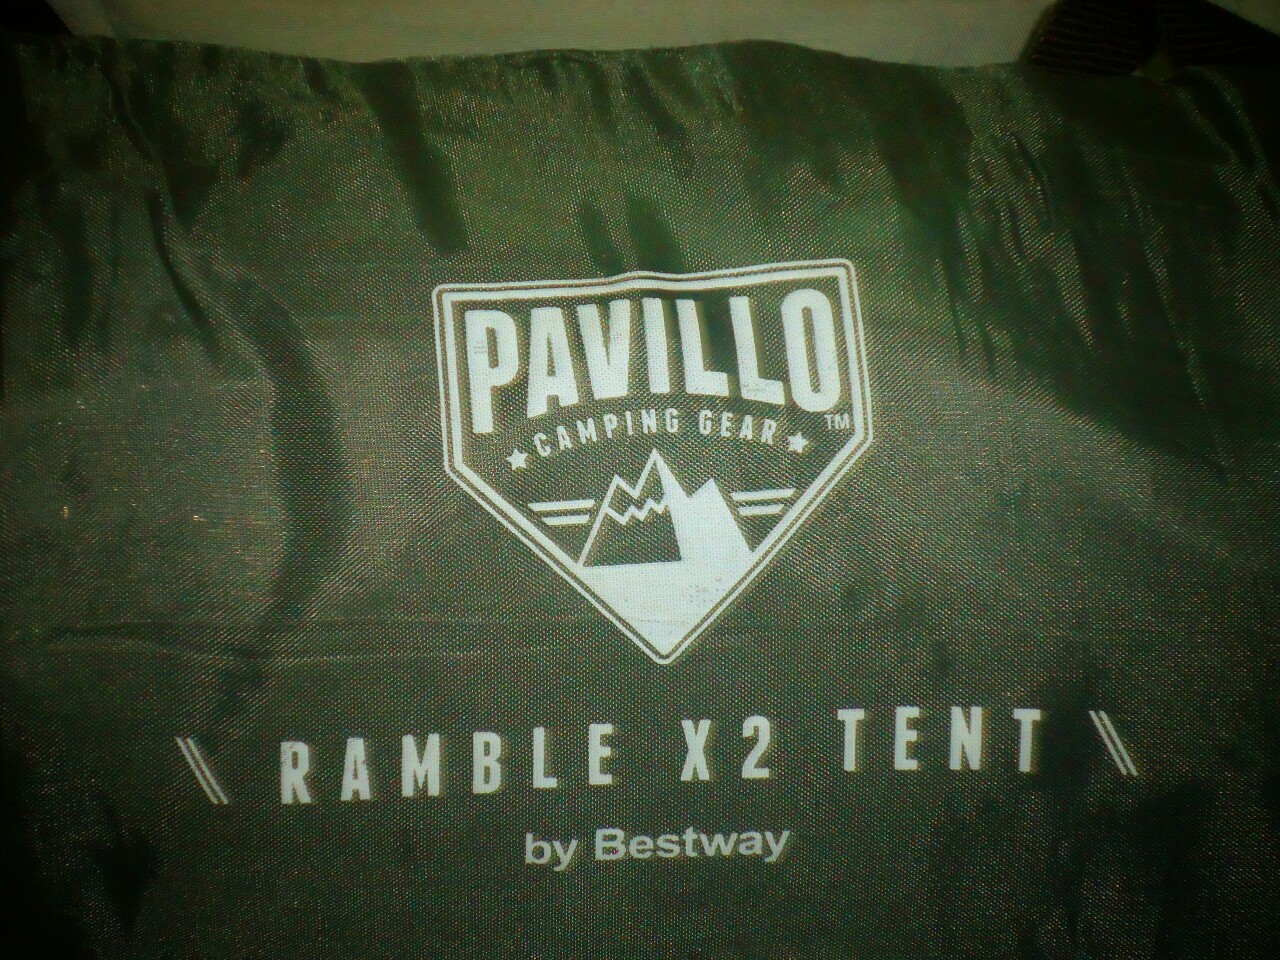 PAVILLO
TM
CAMPING GEAR
\\ RAMBLE X2 TENT \\
by Bestway